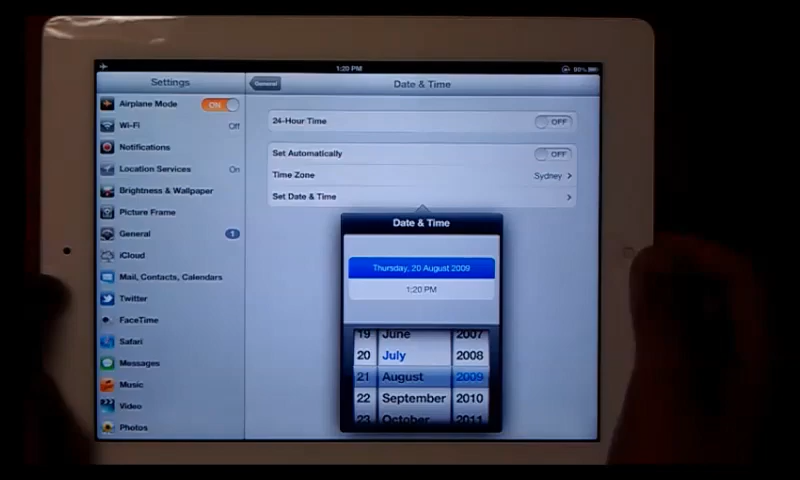 1:20 PM
90%
Settings
General
Date & Time
Airplane Mode ON
Wi-Fi Off
Notifications
Location Services On
Brightness & Wallpaper
Picture Frame
General 1
iCloud
Mail, Contacts, Calendars
Twitter
FaceTime
Safari
Messages
Music
Video
Photos
24-Hour Time OFF
Set Automatically OFF
Time Zone Sydney >
Set Date & Time >
Date & Time
Thursday, 20 August 2009
1:20 PM
19 June 2007
20 July 2008
21 August 2009
22 September 2010
23 October 2011